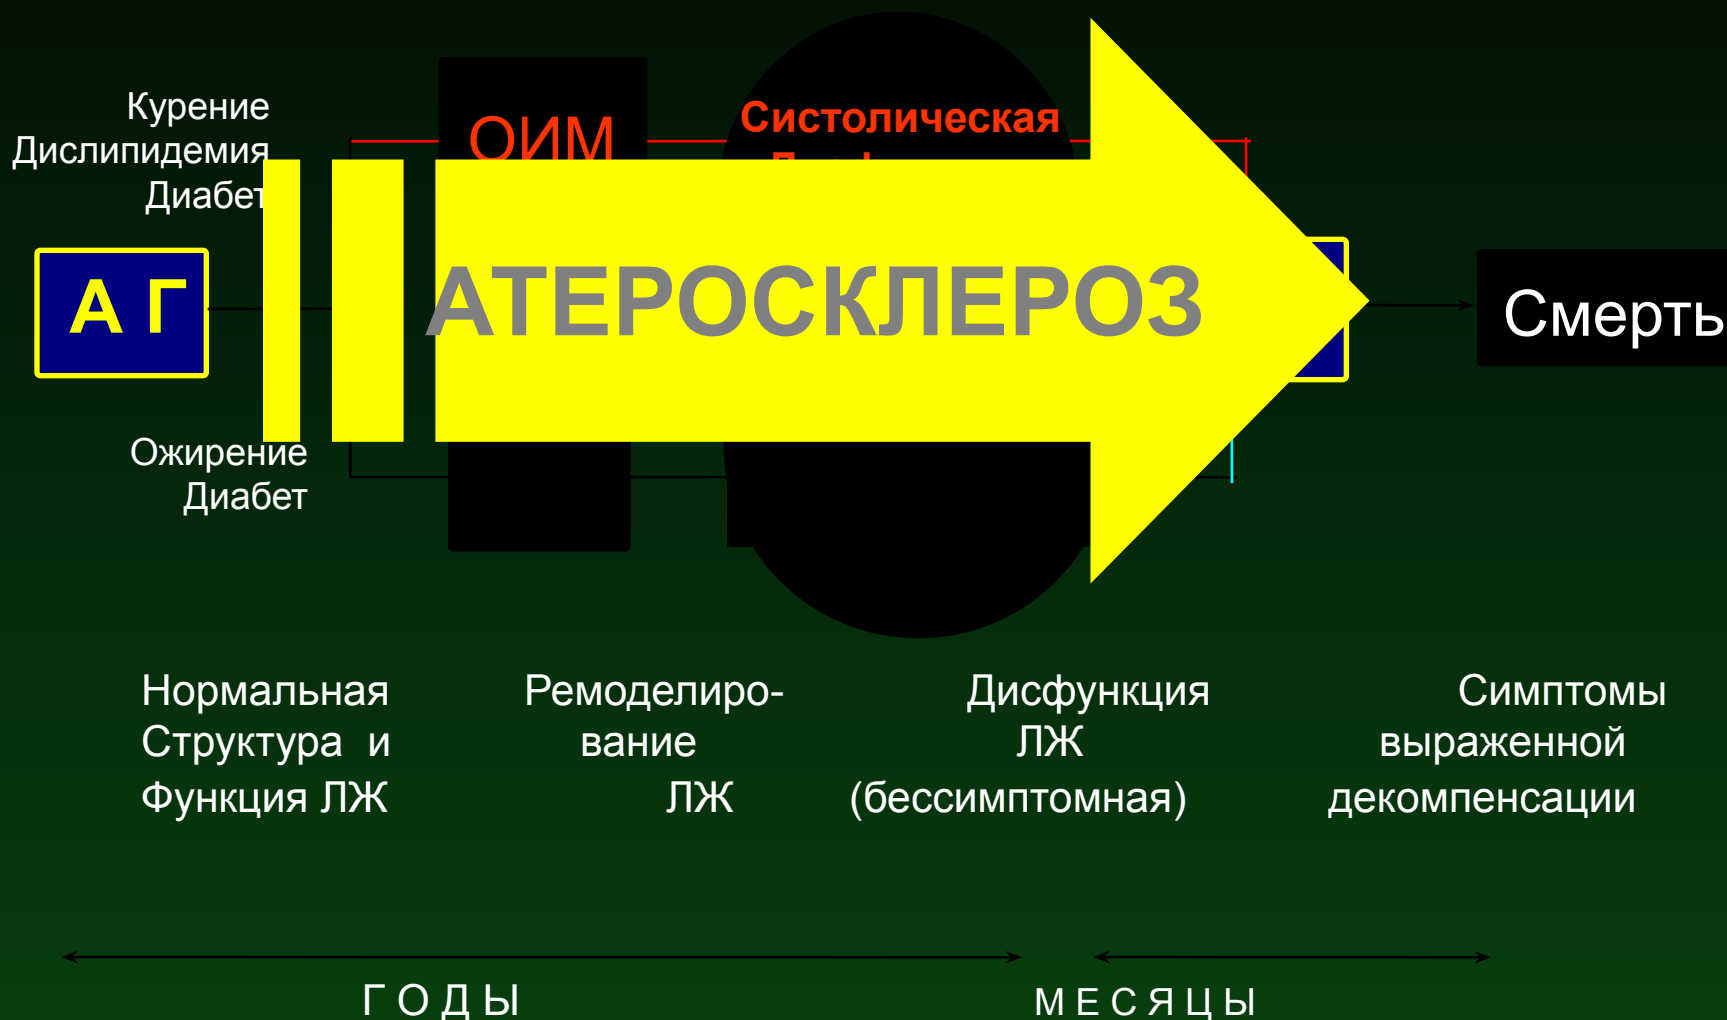 Курение
Дислипидемия
Диабет
ОИМ
Систолическая
А Г
АТЕРОСКЛЕРОЗ
Смерть
Ожирение
Диабет
Нормальная
Структура и
Функция ЛЖ
Ремоделиро-
вание
ЛЖ
Дисфункция
ЛЖ
(бессимптомная)
Симптомы
выраженной
декомпенсации
Г О Д Ы
М Е С Я Ц Ы